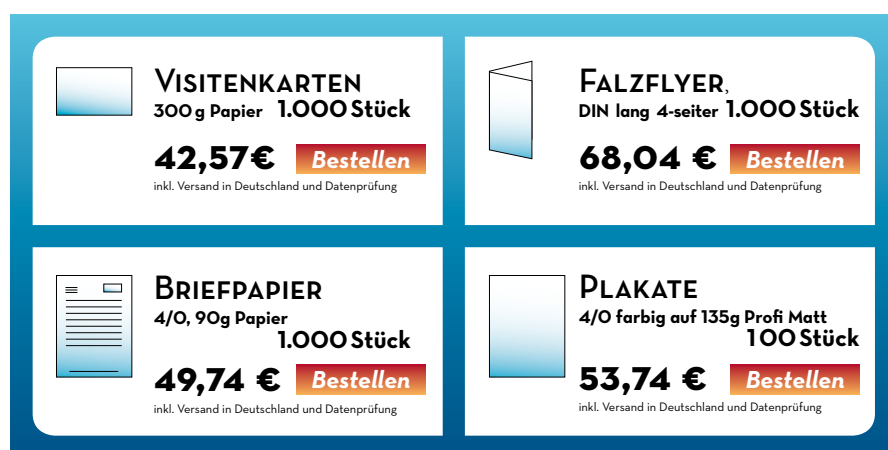 VISITENKARTEN
300 g Papier 1.000 Stück
42,57€ Bestellen
inkl. Versand in Deutschland und Datenprüfung
FALZFLYER,
DIN lang 4-seiter 1.000 Stück
68,04 € Bestellen
inkl. Versand in Deutschland und Datenprüfung
BRIEFPAPIER
4/0, 90g Papier
1.000 Stück
49,74 € Bestellen
inkl. Versand in Deutschland und Datenprüfung
PLAKATE
4/0 farbig auf 135g Profi Matt
100 Stück
53,74 € Bestellen
inkl. Versand in Deutschland und Datenprüfung